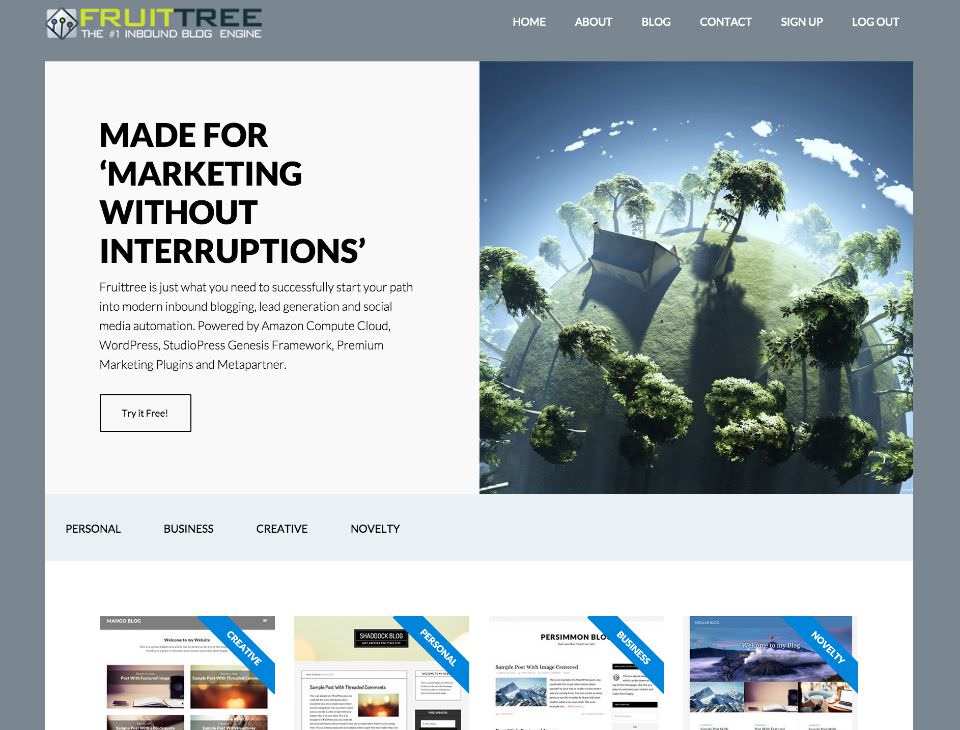 FRUITTREE
THE #1 INBOUND BLOG ENGINE
HOME ABOUT BLOG CONTACT SIGN UP LOG OUT
MADE FOR
‘MARKETING
WITHOUT
INTERRUPTIONS’
Fruittree is just what you need to successfully start your path
into modern inbound blogging, lead generation and social
media automation. Powered by Amazon Compute Cloud,
WordPress, StudioPress Genesis Framework, Premium
Marketing Plugins and Metapartner.
Try it Free!
PERSONAL BUSINESS CREATIVE NOVELTY
MANGO BLOG
CREATIVE
Welcome to my Website
Post With Featured Image
Sample Post With Threaded Comments
SHADDOCK BLOG
PERSONAL
Sample Post With Threaded Comments
PERSIMMON BLO
BUSINESS
Sample Post With Image Centered
NOVELTY
Welcome to my Blog